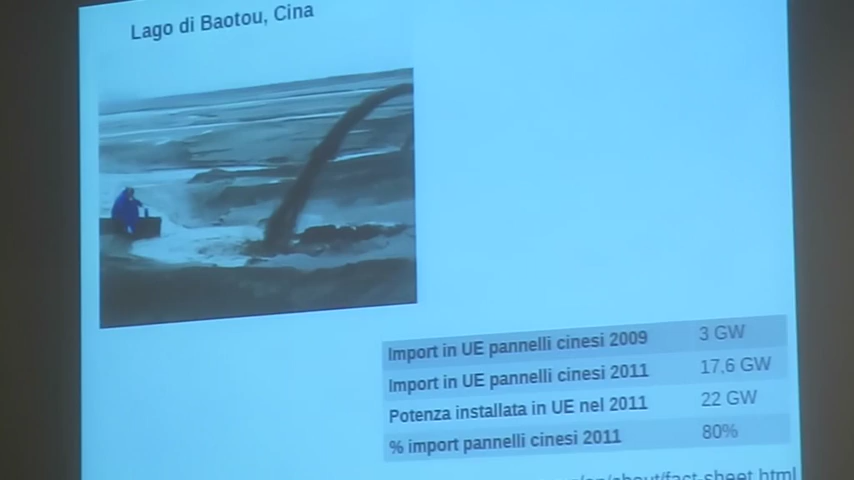 Lago di Baotou, Cina
Import in UE pannelli cinesi 2009 3 GW
Import in UE pannelli cinesi 2011 17,6 GW
Potenza installata in UE nel 2011 22 GW
% import pannelli cinesi 2011 80%
/about/fact-sheet.html